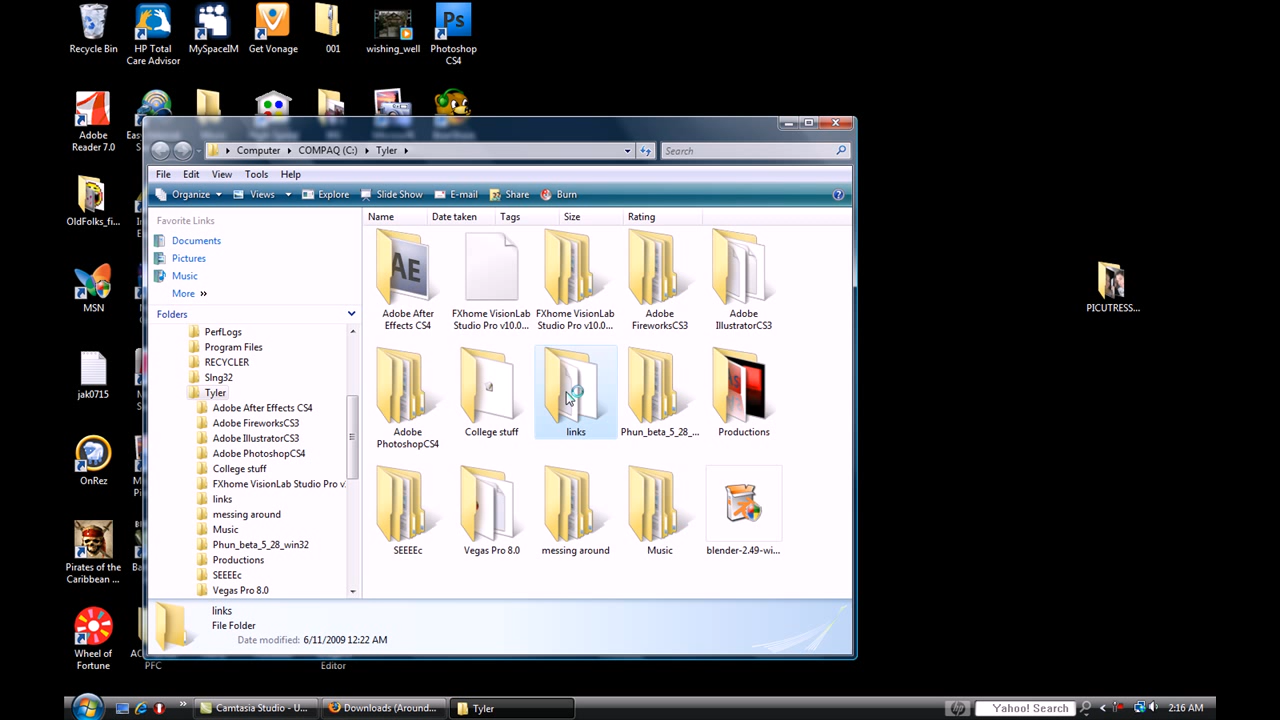 Recycle Bin
HP Total
Care Advisor
MySpaceIM
Get Vonage
001
wishing_well
Photoshop
CS4
Ps
Adobe
Reader 7.0
OldFolks_fi...
MSN
jak0715
OnRez
Pirates of the
Caribbean ...
Wheel of
Fortune
PFC
Editor
PICUTRESS...
Computer
COMPAQ (C:)
Tyler
Search
File
Edit
View
Tools
Help
Organize
Views
Explore
Slide Show
E-mail
Share
Burn
Favorite Links
Documents
Pictures
Music
More »
Folders
PerfLogs
Program Files
RECYCLER
SIng32
Tyler
Adobe After Effects CS4
Adobe FireworksCS3
Adobe IllustratorCS3
Adobe PhotoshopCS4
College stuff
FXhome VisionLab Studio Pro v
links
messing around
Music
Phun_beta_5_28_win32
Productions
SEEEEc
Vegas Pro 8.0
Name
Date taken
Tags
Size
Rating
AE
Adobe After
Effects CS4
FXhome VisionLab
Studio Pro v10.0...
FXhome VisionLab
Studio Pro v10.0...
Adobe
FireworksCS3
Adobe
IllustratorCS3
Adobe
PhotoshopCS4
College stuff
links
Phun_beta_5_28_...
Productions
SEEEEc
Vegas Pro 8.0
messing around
Music
blender-2.49-wi...
links
File Folder
Date modified: 6/11/2009 12:22 AM
Camtasia Studio - U...
Downloads (Aroun...
Tyler
Yahoo! Search
2:16 AM